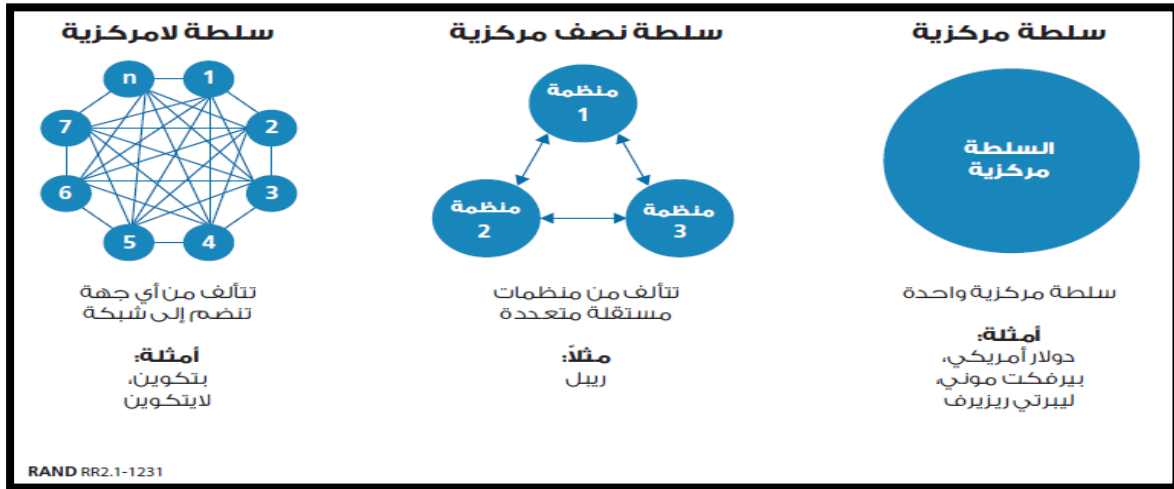 سلطة مركزية
السلطة
مركزية
سلطة مركزية واحدة
أمثلة:
دولار أمريكي،
بيرفكت موني،
ليبرتي ريزيرف
سلطة نصف مركزية
منظمة
1
منظمة
2
منظمة
3
تتألف من منظمات
مستقلة متعددة
مثلاً:
ريبل
سلطة لامركزية
n
1
2
3
4
5
6
7
تتألف من أي جهة
تنضم إلى شبكة
أمثلة:
بتكوين،
لايتكوين
RAND RR2.1-1231